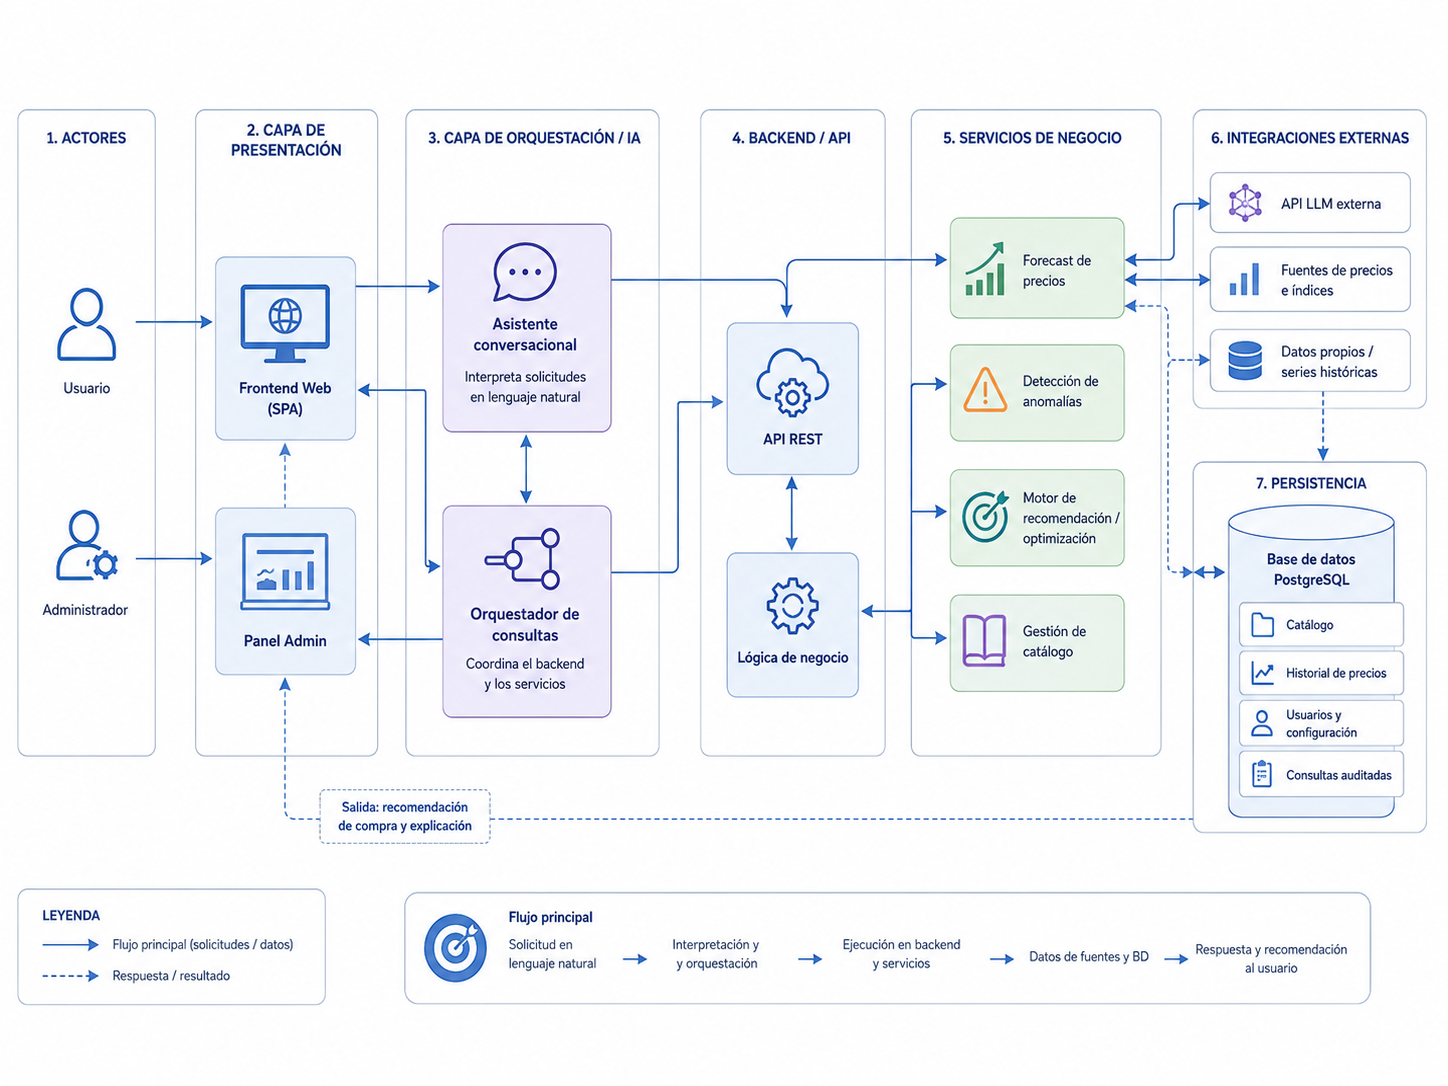 1. ACTORES
Usuario
Administrador
2. CAPA DE
PRESENTACIÓN
Frontend Web
(SPA)
Panel Admin
3. CAPA DE ORQUESTACIÓN / IA
Asistente
conversacional
Interpreta solicitudes
en lenguaje natural
Orquestador de
consultas
Coordina el backend
y los servicios
4. BACKEND / API
API REST
Lógica de negocio
5. SERVICIOS DE NEGOCIO
Forecast de
precios
Detección de
anomalías
Motor de
recomendación /
optimización
Gestión de
catálogo
6. INTEGRACIONES EXTERNAS
API LLM externa
Fuentes de precios
e índices
Datos propios /
series históricas
7. PERSISTENCIA
Base de datos
PostgreSQL
Catálogo
Historial de precios
Usuarios y
configuración
Consultas auditadas
Salida: recomendación
de compra y explicación
LEYENDA
Flujo principal (solicitudes / datos)
Respuesta / resultado
Flujo principal
Solicitud en
lenguaje natural
Interpretación y
y orquestación
Ejecución en backend
y servicios
Datos de fuentes y BD
Respuesta y recomendación
al usuario